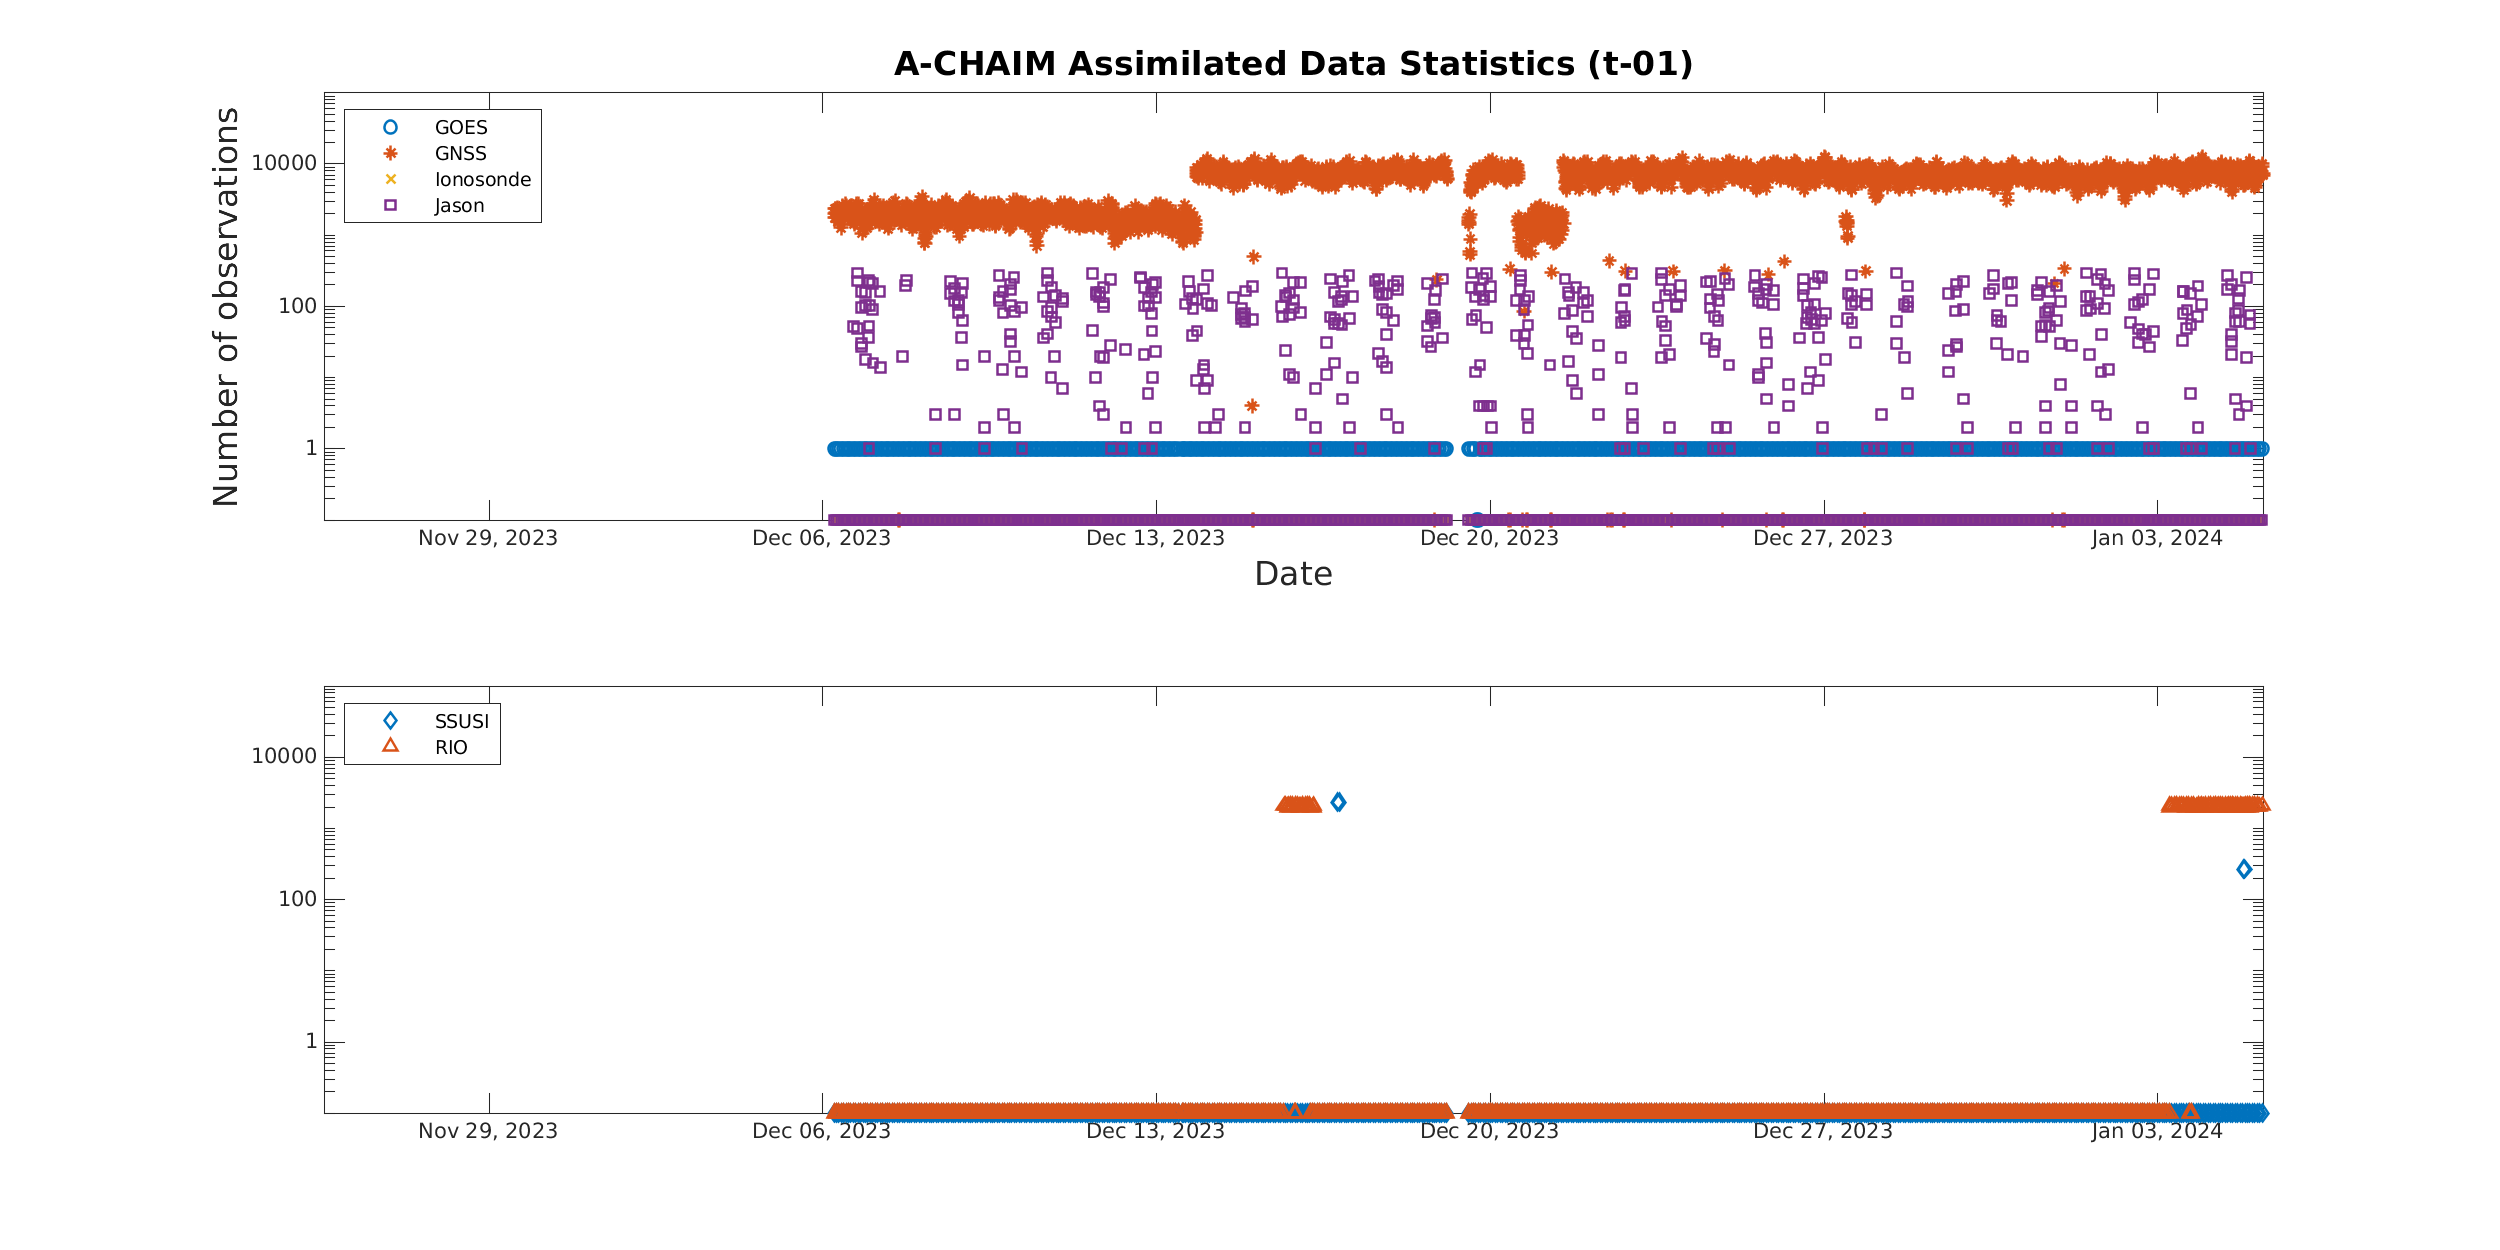 A-CHAIM Assimilated Data Statistics (t-01)
Number of observations
10000
100
1
GOES
GNSS
Ionosonde
Jason
Nov 29, 2023 Dec 06, 2023 Dec 13, 2023 Dec 20, 2023 Dec 27, 2023 Jan 03, 2024
Date
10000
100
1
SSUSI
RIO
Nov 29, 2023 Dec 06, 2023 Dec 13, 2023 Dec 20, 2023 Dec 27, 2023 Jan 03, 2024